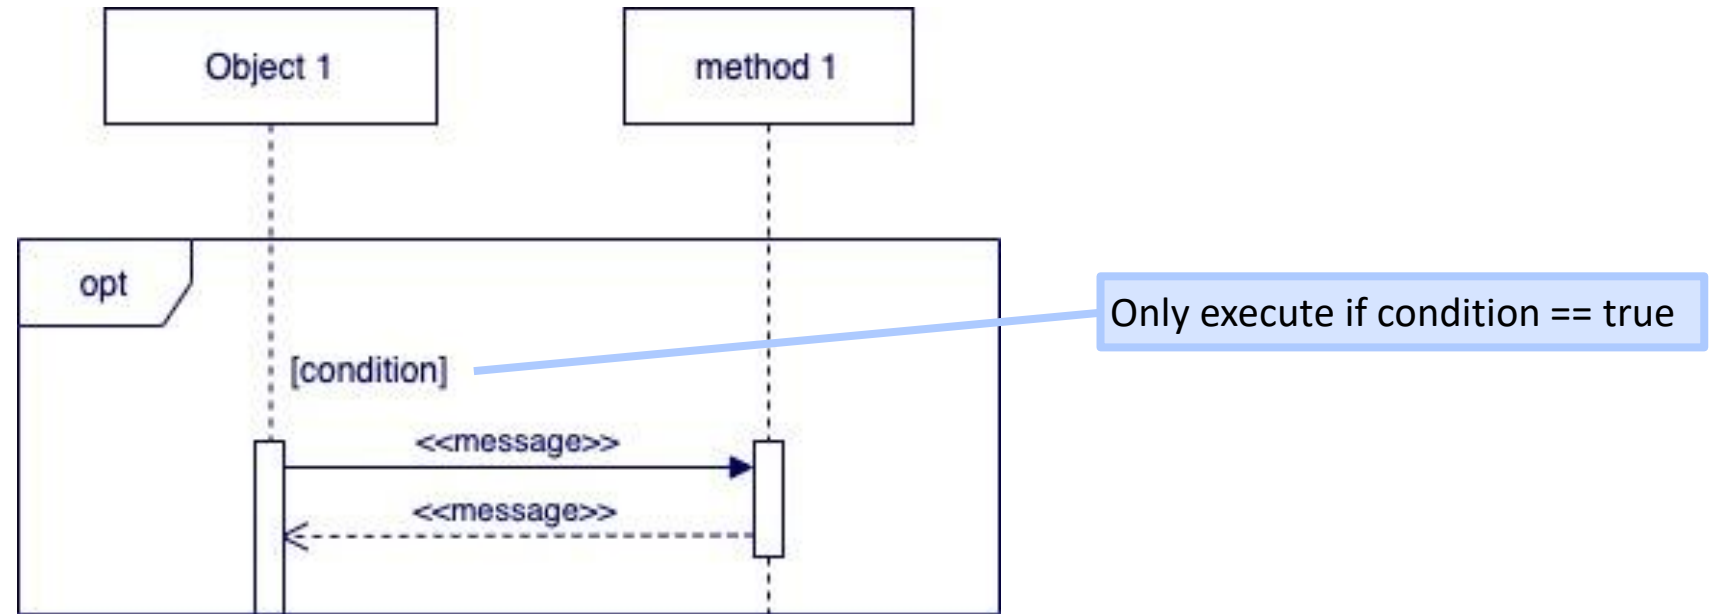 Object 1
method 1
opt
Only execute if condition == true
[condition]
<<message>>
<<message>>